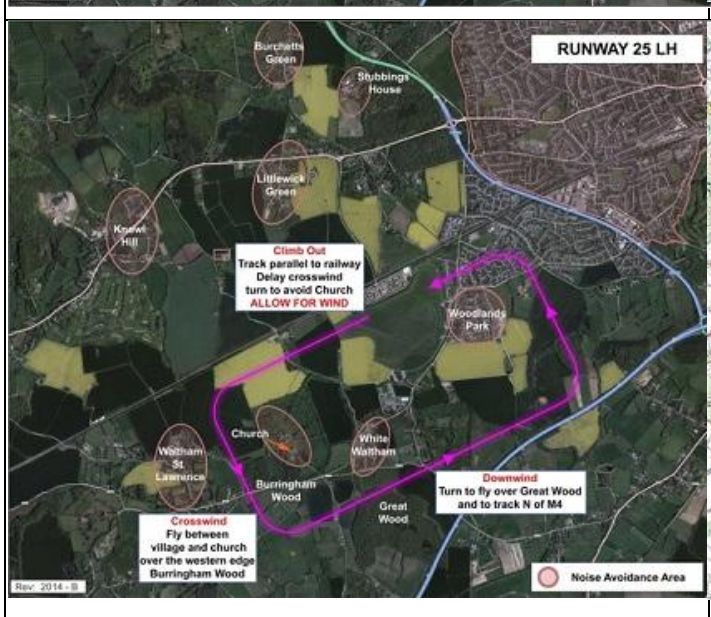 RUNWAY 25 LH
Burchetts
Green
Stubbings
House
Littlewick
Green
Knowl
Hill
Climb Out
Track parallel to railway
Delay crosswind
turn to avoid Church
ALLOW FOR WIND
Woodlands
Park
Church
White
Waltham
Waltham
St
Lawrence
Burringham
Wood
Great
Wood
Downwind
Turn to fly over Great Wood
and to track N of M4
Crosswind
Fly between
village and church
over the western edge
Burringham Wood
Rev: 2014 - B
Noise Avoidance Area